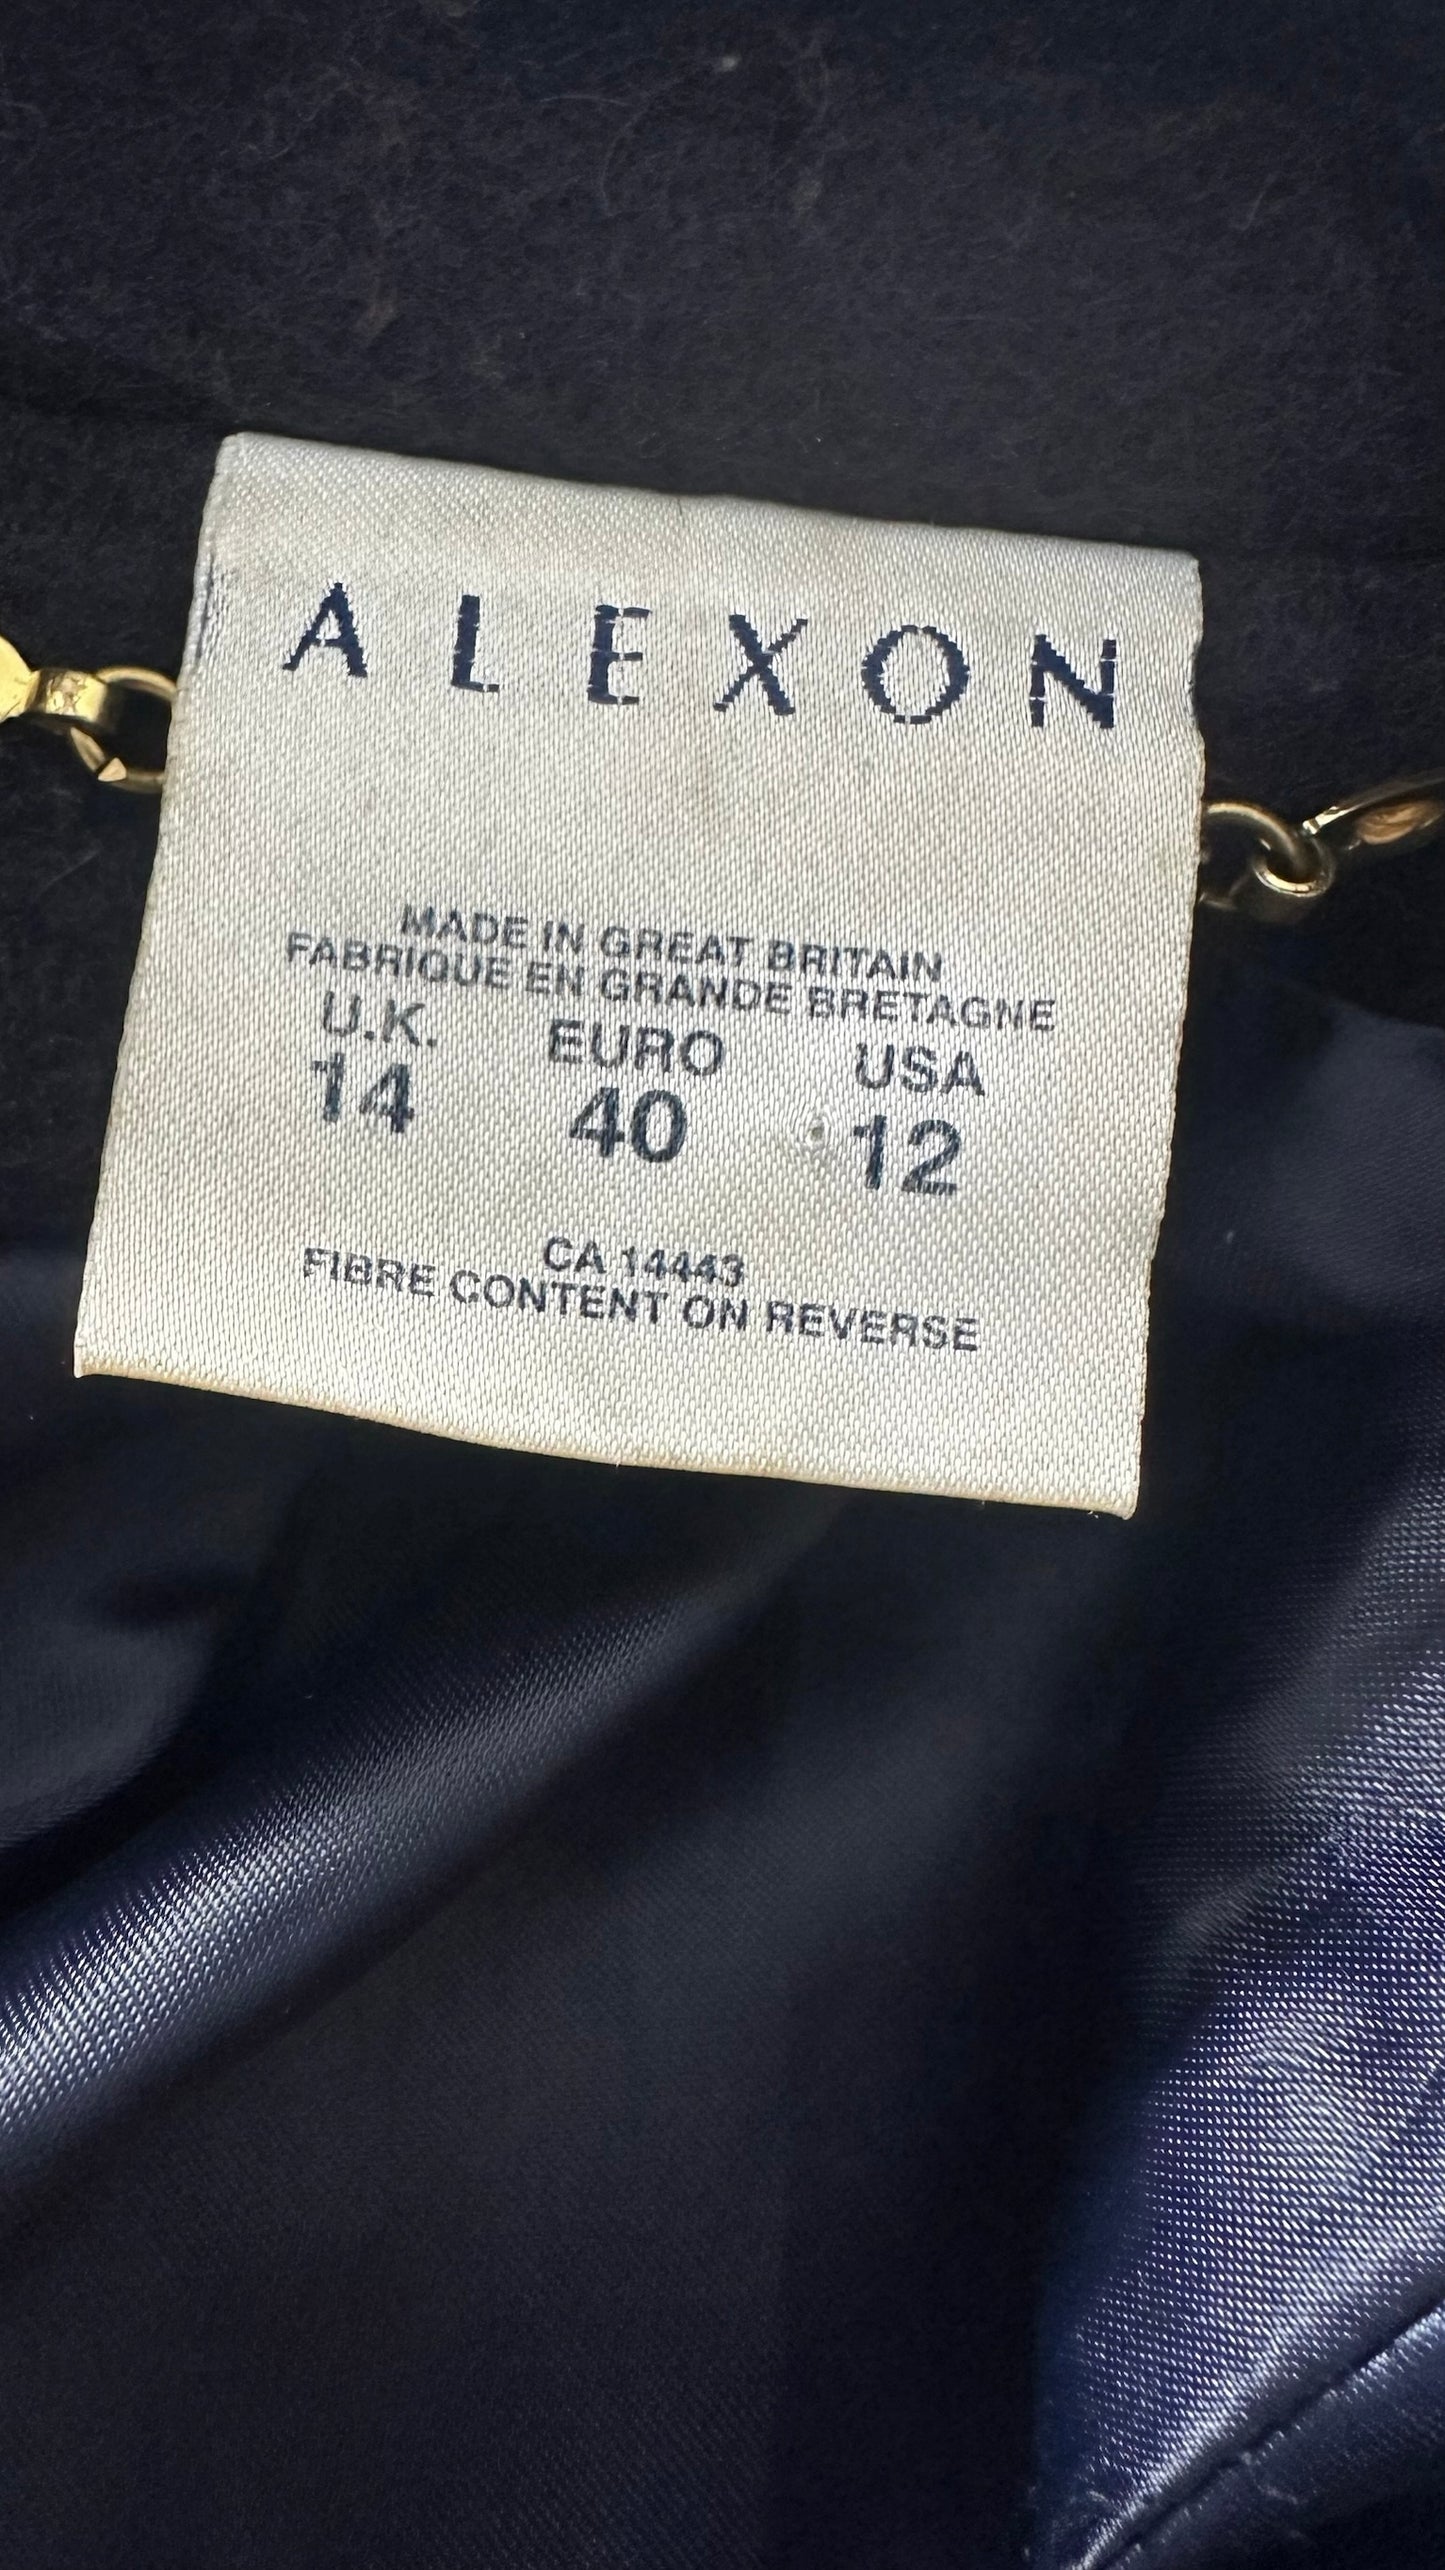 ALEXON
MADE IN GREAT BRITAIN
FABRIQUE EN GRANDE BRETAGNE
U.K. EURO USA
14 40 12
CA 14443
FIBRE CONTENT ON REVERSE